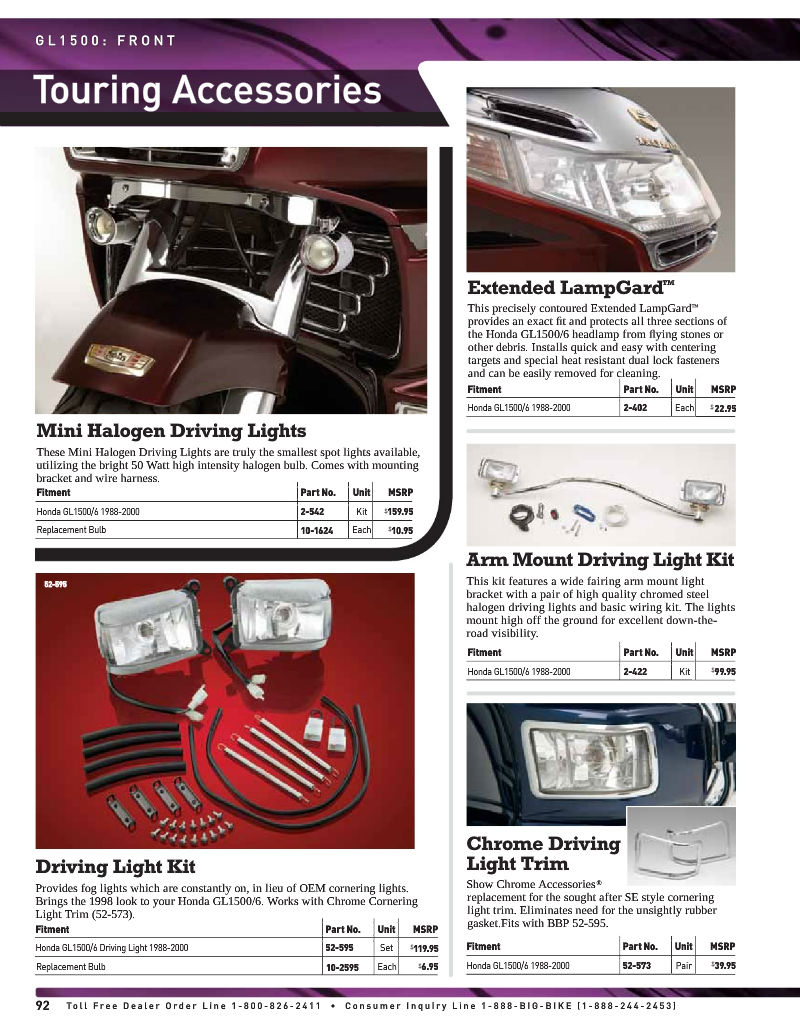 GL1500: FRONT
Touring Accessories
Mini Halogen Driving Lights
These Mini Halogen Driving Lights are truly the smallest spot lights available,
utilizing the bright 50 Watt high intensity halogen bulb. Comes with mounting
bracket and wire harness.
Fitment Part No. Unit MSRP
Honda GL1500/6 1988-2000 2-542 Kit $159.95
Replacement Bulb 10-1624 Each $10.95
52-595
Driving Light Kit
Provides fog lights which are constantly on, in lieu of OEM cornering lights.
Brings the 1998 look to your Honda GL1500/6. Works with Chrome Cornering
Light Trim (52-573).
Fitment Part No. Unit MSRP
Honda GL1500/6 Driving Light 1988-2000 52-595 Set $119.95
Replacement Bulb 10-2595 Each $6.95
Extended LampGard™
This precisely contoured Extended LampGard™
provides an exact fit and protects all three sections of
the Honda GL1500/6 headlamp from flying stones or
other debris. Installs quick and easy with centering
targets and special heat resistant dual lock fasteners
and can be easily removed for cleaning.
Fitment Part No. Unit MSRP
Honda GL1500/6 1988-2000 2-402 Each $22.95
Arm Mount Driving Light Kit
This kit features a wide fairing arm mount light
bracket with a pair of high quality chromed steel
halogen driving lights and basic wiring kit. The lights
mount high off the ground for excellent down-the-
road visibility.
Fitment Part No. Unit MSRP
Honda GL1500/6 1988-2000 2-422 Kit $99.95
Chrome Driving
Light Trim
Show Chrome Accessories®
replacement for the sought after SE style cornering
light trim. Eliminates need for the unsightly rubber
gasket.Fits with BBP 52-595.
Fitment Part No. Unit MSRP
Honda GL1500/6 1988-2000 52-573 Pair $39.95
92 Toll Free Dealer Order Line 1-800-826-2411 • Consumer Inquiry Line 1-888-BIG-BIKE [1-888-244-2453]